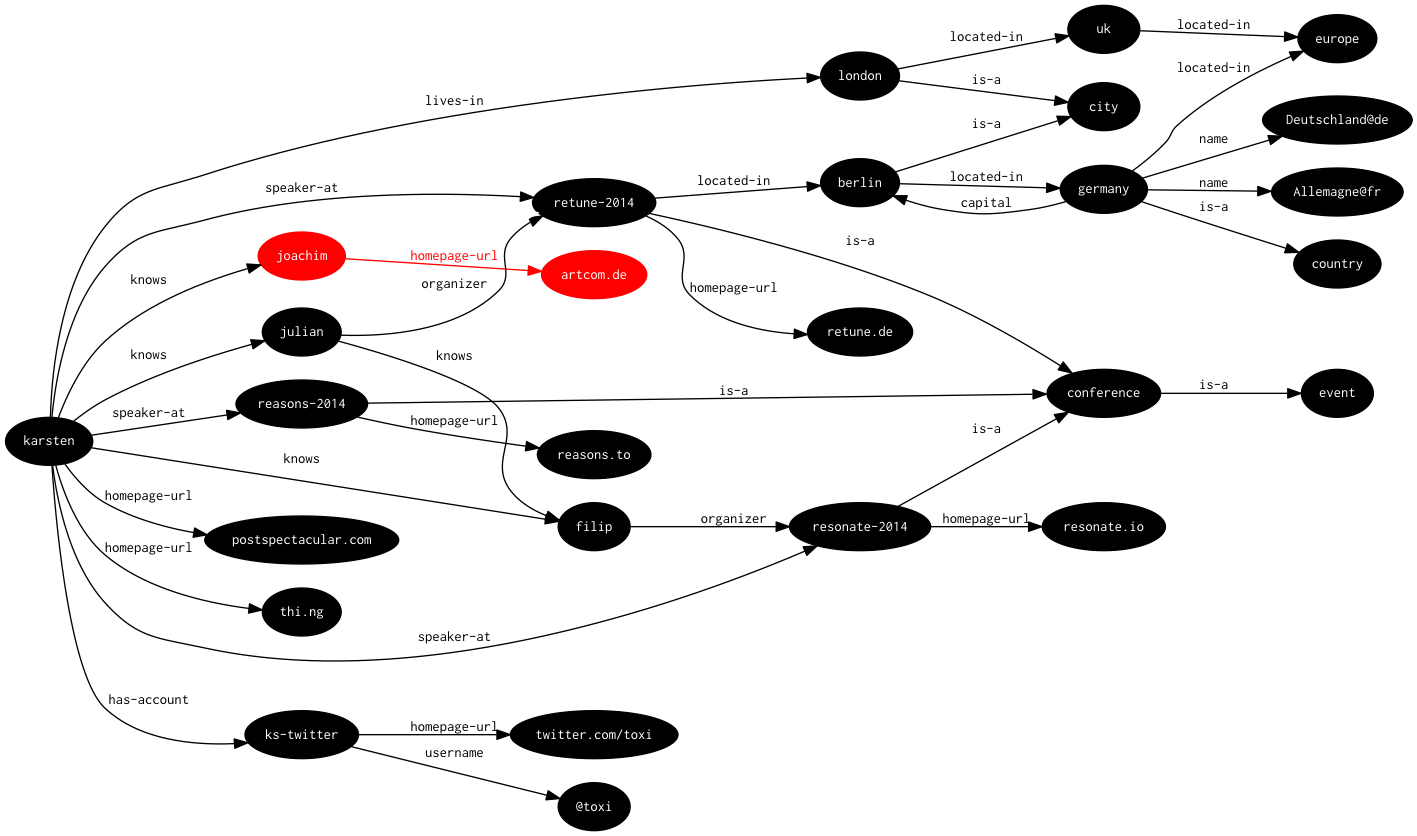 uk
located-in
europe
located-in
london
located-in
is-a
lives-in
city
Deutschland@de
is-a
name
berlin
located-in
germany
name
Allemagne@fr
located-in
capital
is-a
speaker-at
retune-2014
is-a
country
joachim
homepage-url
artcom.de
knows
organizer
homepage-url
julian
retune.de
knows
knows
reasons-2014
is-a
conference
is-a
event
speaker-at
homepage-url
is-a
karsten
reasons.to
knows
homepage-url
filip
organizer
resonate-2014
homepage-url
resonate.io
postspectacular.com
homepage-url
thi.ng
speaker-at
has-account
ks-twitter
homepage-url
twitter.com/toxi
username
@toxi